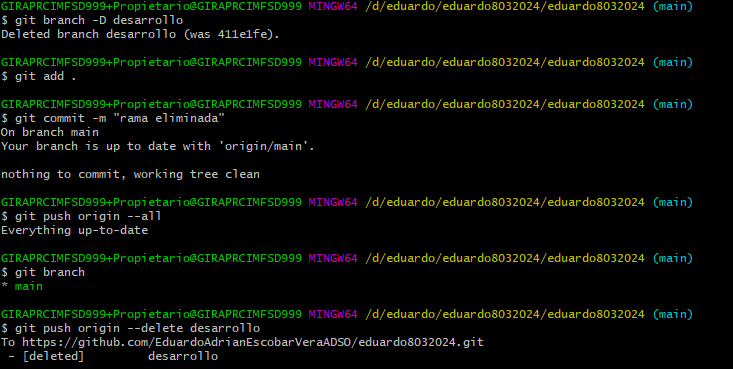 GIRAPRCIMFSD999+Propietario@GIRAPRCIMFSD999 MINGW64 /d/eduardo/eduardo8032024/eduardo8032024 (main)
$ git branch -D desarrollo
Deleted branch desarrollo (was 411e1fe).
GIRAPRCIMFSD999+Propietario@GIRAPRCIMFSD999 MINGW64 /d/eduardo/eduardo8032024/eduardo8032024 (main)
$ git add .
GIRAPRCIMFSD999+Propietario@GIRAPRCIMFSD999 MINGW64 /d/eduardo/eduardo8032024/eduardo8032024 (main)
$ git commit -m "rama eliminada"
On branch main
Your branch is up to date with 'origin/main'.
nothing to commit, working tree clean
GIRAPRCIMFSD999+Propietario@GIRAPRCIMFSD999 MINGW64 /d/eduardo/eduardo8032024/eduardo8032024 (main)
$ git push origin --all
Everything up-to-date
GIRAPRCIMFSD999+Propietario@GIRAPRCIMFSD999 MINGW64 /d/eduardo/eduardo8032024/eduardo8032024 (main)
$ git branch
* main
GIRAPRCIMFSD999+Propietario@GIRAPRCIMFSD999 MINGW64 /d/eduardo/eduardo8032024/eduardo8032024 (main)
$ git push origin --delete desarrollo
To https://github.com/EduardoAdrianEscobarVeraADSO/eduardo8032024.git
 - [deleted]         desarrollo